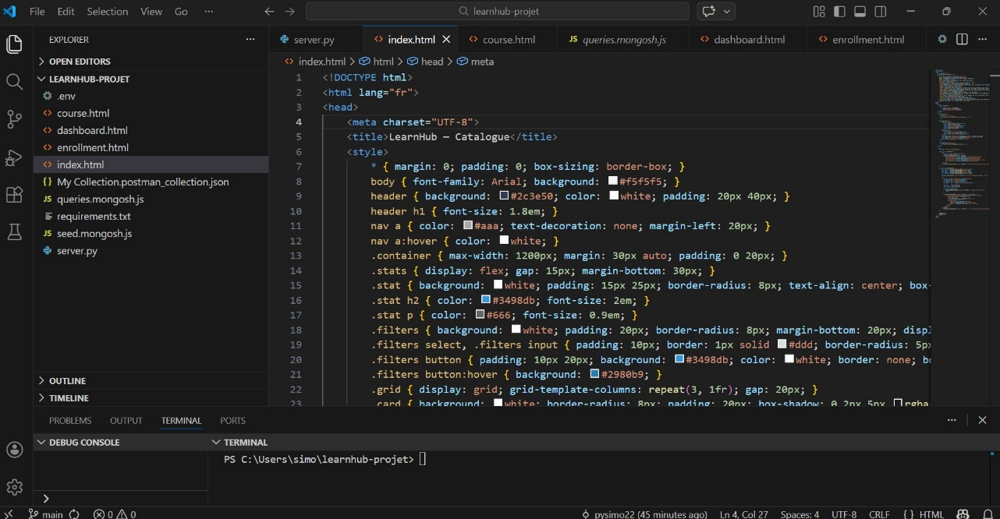 File Edit Selection View Go ··· learnhub-projet
EXPLORER ···
OPEN EDITORS
LEARNHUB-PROJET
.env
course.html
dashboard.html
enrollment.html
index.html
{} My Collection.postman_collection.json
JS queries.mongosh.js
requirements.txt
JS seed.mongosh.js
server.py
OUTLINE
TIMELINE
server.py index.html course.html JS queries.mongosh.js dashboard.html enrollment.html ···
index.html > html > head > meta
1 <!DOCTYPE html>
2 <html lang="fr">
3 <head>
4 <meta charset="UTF-8">
5 <title>LearnHub — Catalogue</title>
6 <style>
7 * { margin: 0; padding: 0; box-sizing: border-box; }
8 body { font-family: Arial; background: #f5f5f5; }
9 header { background: #2c3e50; color: white; padding: 20px 40px; }
10 header h1 { font-size: 1.8em; }
11 nav a { color: #aaa; text-decoration: none; margin-left: 20px; }
12 nav a:hover { color: white; }
13 .container { max-width: 1200px; margin: 30px auto; padding: 0 20px; }
14 .stats { display: flex; gap: 15px; margin-bottom: 30px; }
15 .stat { background: white; padding: 15px 25px; border-radius: 8px; text-align: center; box-
16 .stat h2 { color: #3498db; font-size: 2em; }
17 .stat p { color: #666; font-size: 0.9em; }
18 .filters { background: white; padding: 20px; border-radius: 8px; margin-bottom: 20px; displ
19 .filters select, .filters input { padding: 10px; border: 1px solid #ddd; border-radius: 5px
20 .filters button { padding: 10px 20px; background: #3498db; color: white; border: none; bo
21 .filters button:hover { background: #2980b9; }
22 .grid { display: grid; grid-template-columns: repeat(3, 1fr); gap: 20px; }
23 .card { background: white; border-radius: 8px; padding: 20px; box-shadow: 0 2px 5px rgba
PROBLEMS OUTPUT TERMINAL PORTS ···
DEBUG CONSOLE
TERMINAL
PS C:\Users\simo\learnhub-projet>
main 0 0 pysimo22 (45 minutes ago) Ln 4, Col 27 Spaces: 4 UTF-8 CRLF {} HTML